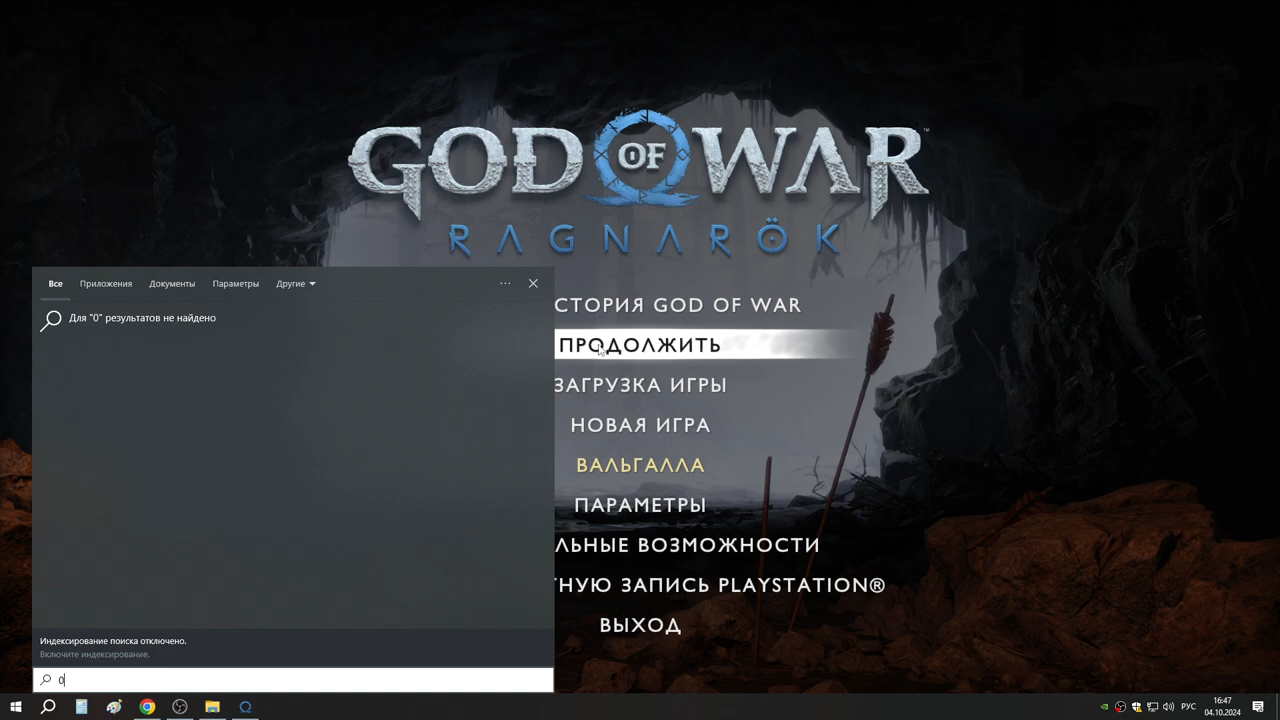 GOD OF WAR™
RAGNARÖK
СТОРИЯ GOD OF WAR
ПРОДОЛЖИТЬ
ЗАГРУЗКА ИГРЫ
НОВАЯ ИГРА
ВАЛЬГАЛЛА
ПАРАМЕТРЫ
ЛЬНЫЕ ВОЗМОЖНОСТИ
ТНУЮ ЗАПИСЬ PLAYSTATION®
ВЫХОД
Все Приложения Документы Параметры Другие
Для "0" результатов не найдено
Индексирование поиска отключено.
Включите индексирование.
0
РУС
16:47
04.10.2024